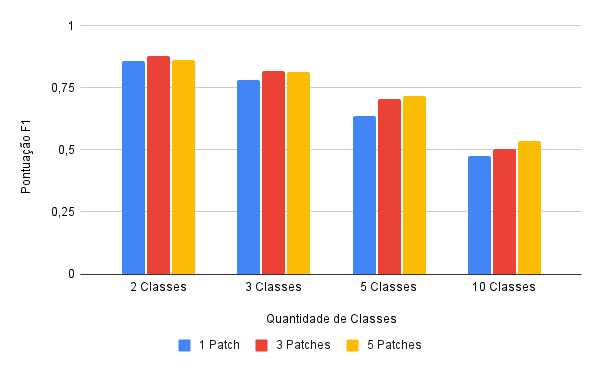 1
0,75
0,5
0,25
0
Pontuação F1
2 Classes
3 Classes
5 Classes
10 Classes
Quantidade de Classes
1 Patch
3 Patches
5 Patches